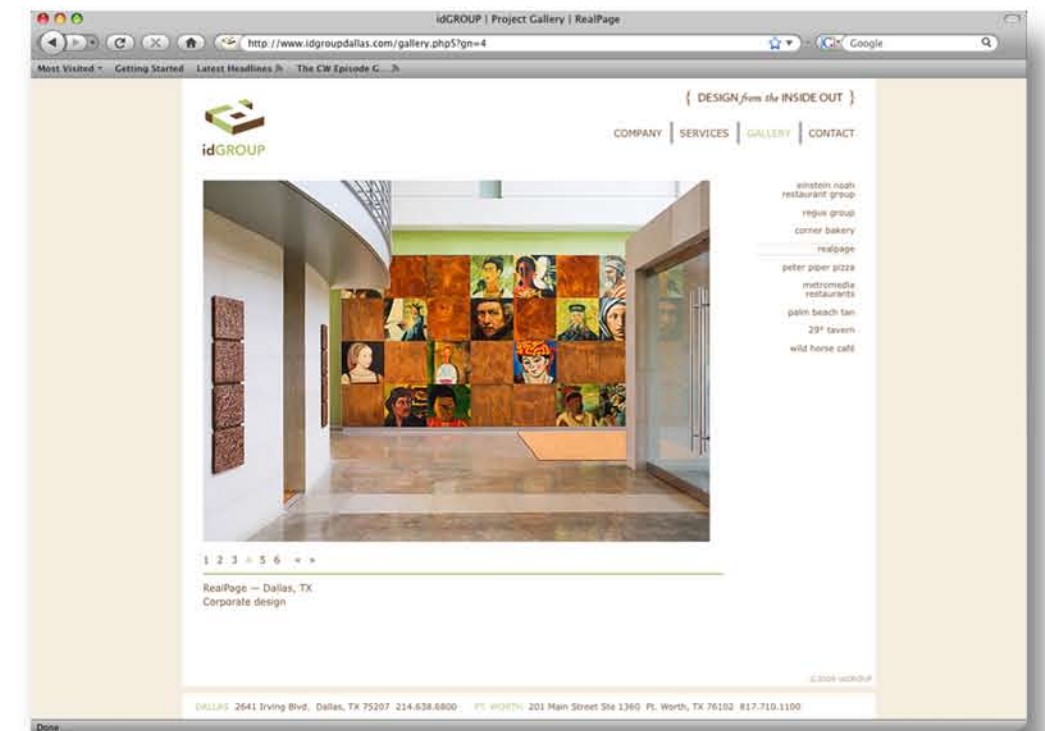 idGROUP | Project Gallery | RealPage
http://www.idgroupdallas.com/gallery.php5?gn=4
Google
Most Visited Getting Started Latest Headlines The CW Episode G...
{ DESIGN from the INSIDE OUT }
COMPANY SERVICES GALLERY CONTACT
idGROUP
einstein noah
restaurant group
regus group
corner bakery
realpage
peter piper pizza
metromedia
restaurants
palm beach tan
29° tavern
wild horse café
1 2 3 4 5 6 « »
RealPage — Dallas, TX
Corporate design
©2009 idGROUP
DALLAS 2641 Irving Blvd. Dallas, TX 75207 214.638.6800 FT. WORTH 201 Main Street Ste 1360 Ft. Worth, TX 76102 817.710.1100
Done